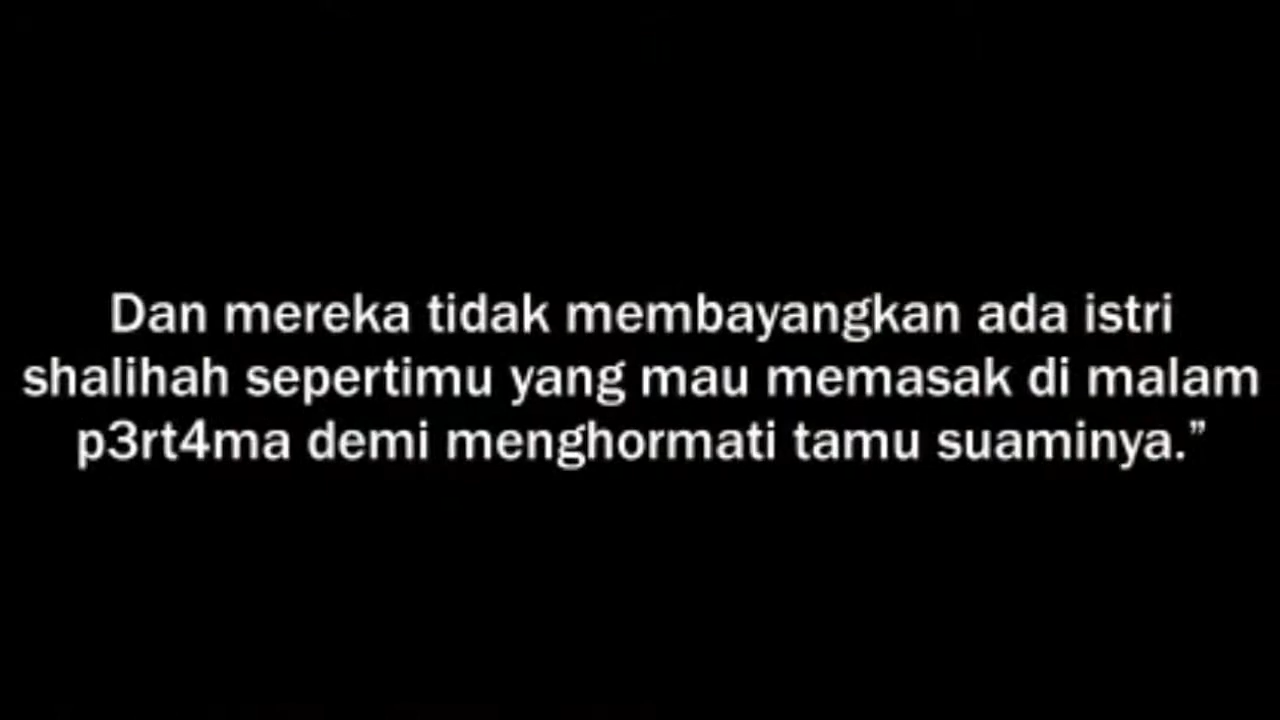 Dan mereka tidak membayangkan ada istri
shalihah sepertimu yang mau memasak di malam
p3rt4ma demi menghormati tamu suaminya.”